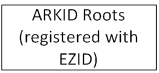 ARKID Roots
(registered with
EZID)